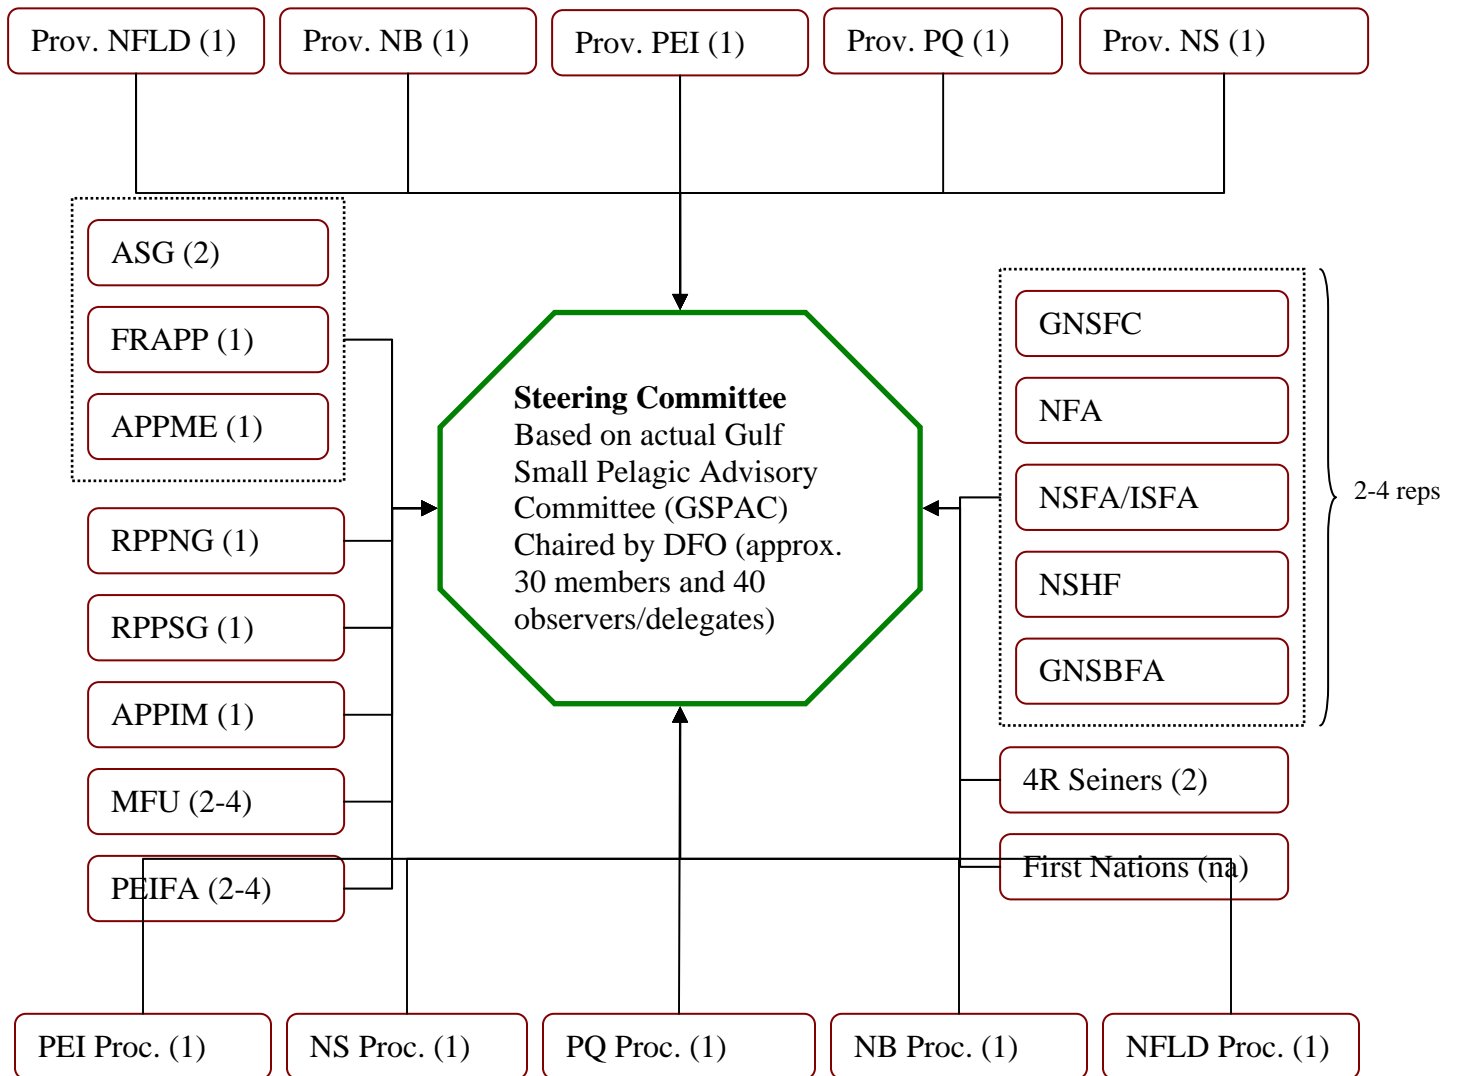 Prov. NFLD (1)
Prov. NB (1)
Prov. PEI (1)
Prov. PQ (1)
Prov. NS (1)
ASG (2)
FRAPP (1)
APPME (1)
RPPNG (1)
RPPSG (1)
APPIM (1)
MFU (2-4)
PEIFA (2-4)
Steering Committee
Based on actual Gulf
Small Pelagic Advisory
Committee (GSPAC)
Chaired by DFO (approx.
30 members and 40
observers/delegates)
GNSFC
NFA
NSFA/ISFA
NSHF
GNSBFA
2-4 reps
4R Seiners (2)
First Nations (na)
PEI Proc. (1)
NS Proc. (1)
PQ Proc. (1)
NB Proc. (1)
NFLD Proc. (1)